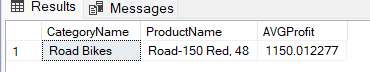 Results Messages
CategoryName ProductName AVGProfit
1 Road Bikes Road-150 Red, 48 1150.012277